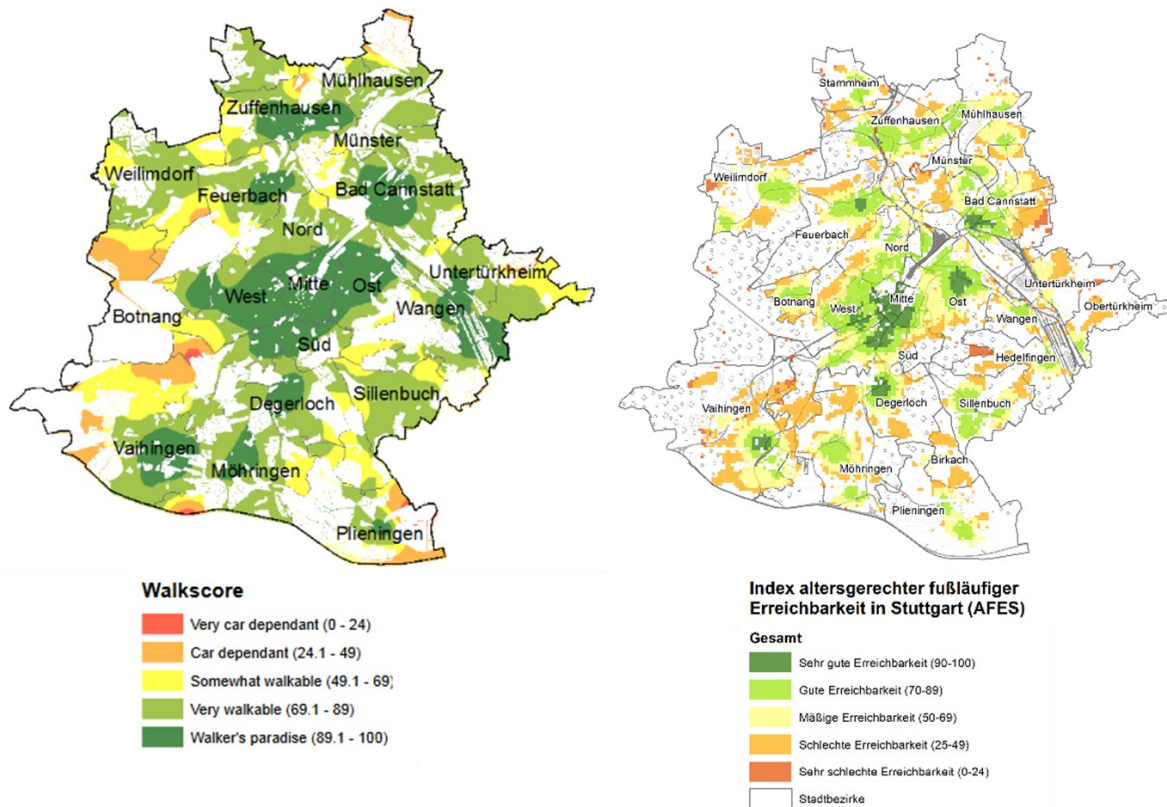 Mühlhausen
Zuffenhausen
Münster
Weilimdorf
Feuerbach
Bad Cannstatt
Nord
Untertürkheim
West
Mitte
Ost
Wangen
Botnang
Süd
Degerloch
Sillenbuch
Vaihingen
Möhringen
Plieningen
Walkscore
Very car dependant (0 - 24)
Car dependant (24.1 - 49)
Somewhat walkable (49.1 - 69)
Very walkable (69.1 - 89)
Walker's paradise (89.1 - 100)
Stammheim
Zuffenhausen
Mühlhausen
Münster
Weilimdorf
Bad Cannstatt
Feuerbach
Nord
Untertürkheim
Botnang
West
Mitte
Ost
Obertürkheim
Wangen
Süd
Hedelfingen
Vaihingen
Degerloch
Sillenbuch
Möhringen
Birkach
Plieningen
Index altersgerechter fußläufiger
Erreichbarkeit in Stuttgart (AFES)
Gesamt
Sehr gute Erreichbarkeit (90-100)
Gute Erreichbarkeit (70-89)
Mäßige Erreichbarkeit (50-69)
Schlechte Erreichbarkeit (25-49)
Sehr schlechte Erreichbarkeit (0-24)
Stadtbezirke